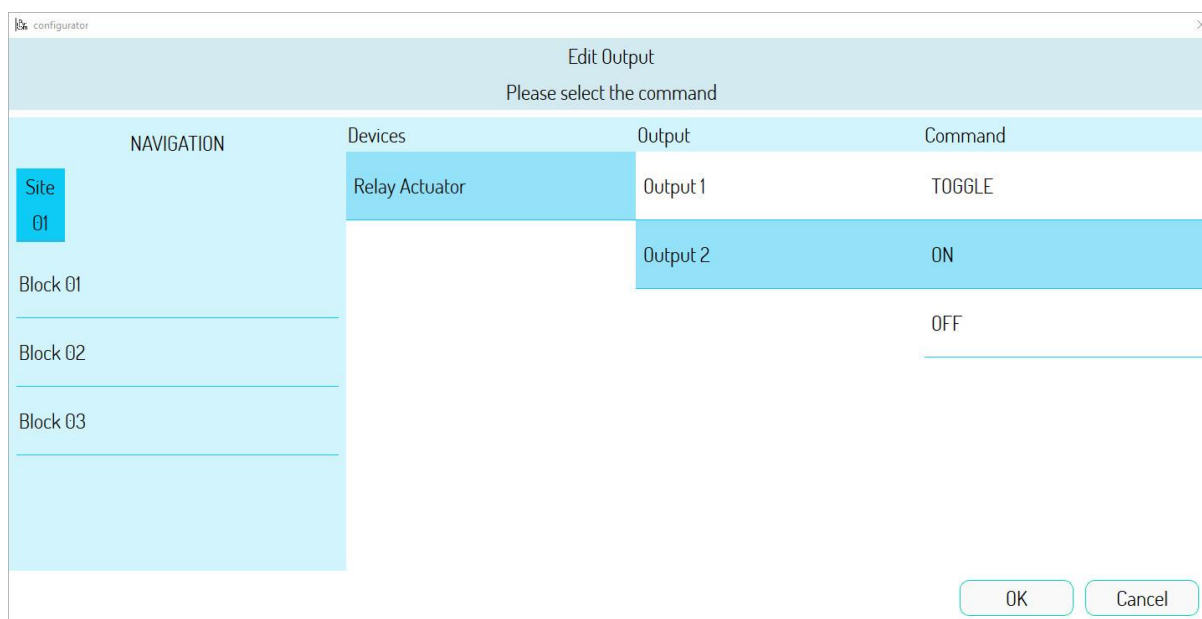 configurator
Edit Output
Please select the command
NAVIGATION
Site
01
Block 01
Block 02
Block 03
Devices
Relay Actuator
Output
Output 1
Output 2
Command
TOGGLE
ON
OFF
OK
Cancel